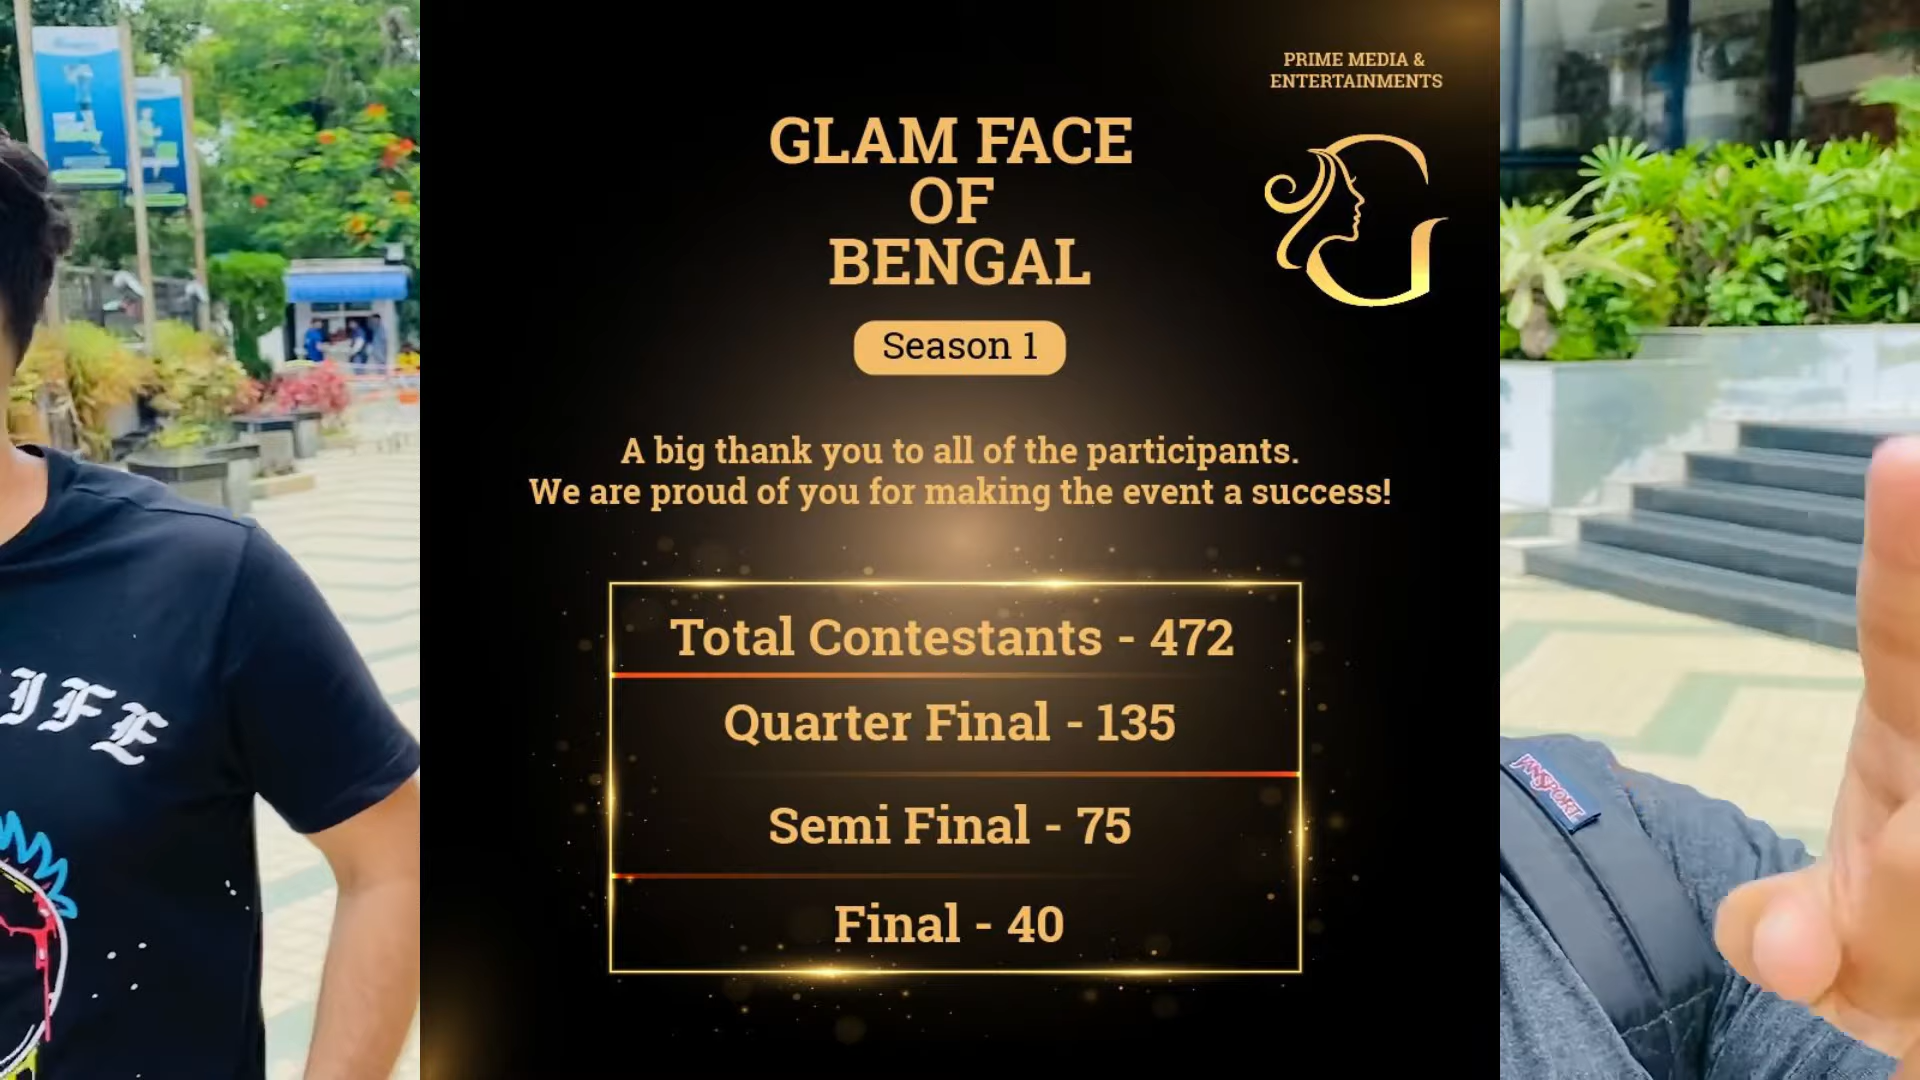 PRIME MEDIA &
ENTERTAINMENTS
GLAM FACE
OF
BENGAL
Season 1
A big thank you to all of the participants.
We are proud of you for making the event a success!
Total Contestants - 472
Quarter Final - 135
Semi Final - 75
Final - 40
IFE
JANSPORT